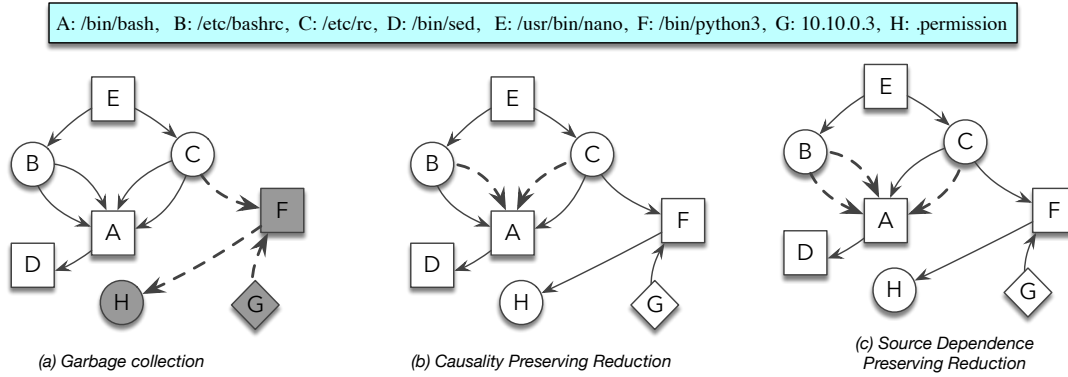 A: /bin/bash, B: /etc/bashrc, C: /etc/rc, D: /bin/sed, E: /usr/bin/nano, F: /bin/python3, G: 10.10.0.3, H: .permission
E
B
C
A
F
D
H
G
(a) Garbage collection
E
B
C
A
F
D
H
G
(b) Causality Preserving Reduction
E
B
C
A
F
D
H
G
(c) Source Dependence
Preserving Reduction